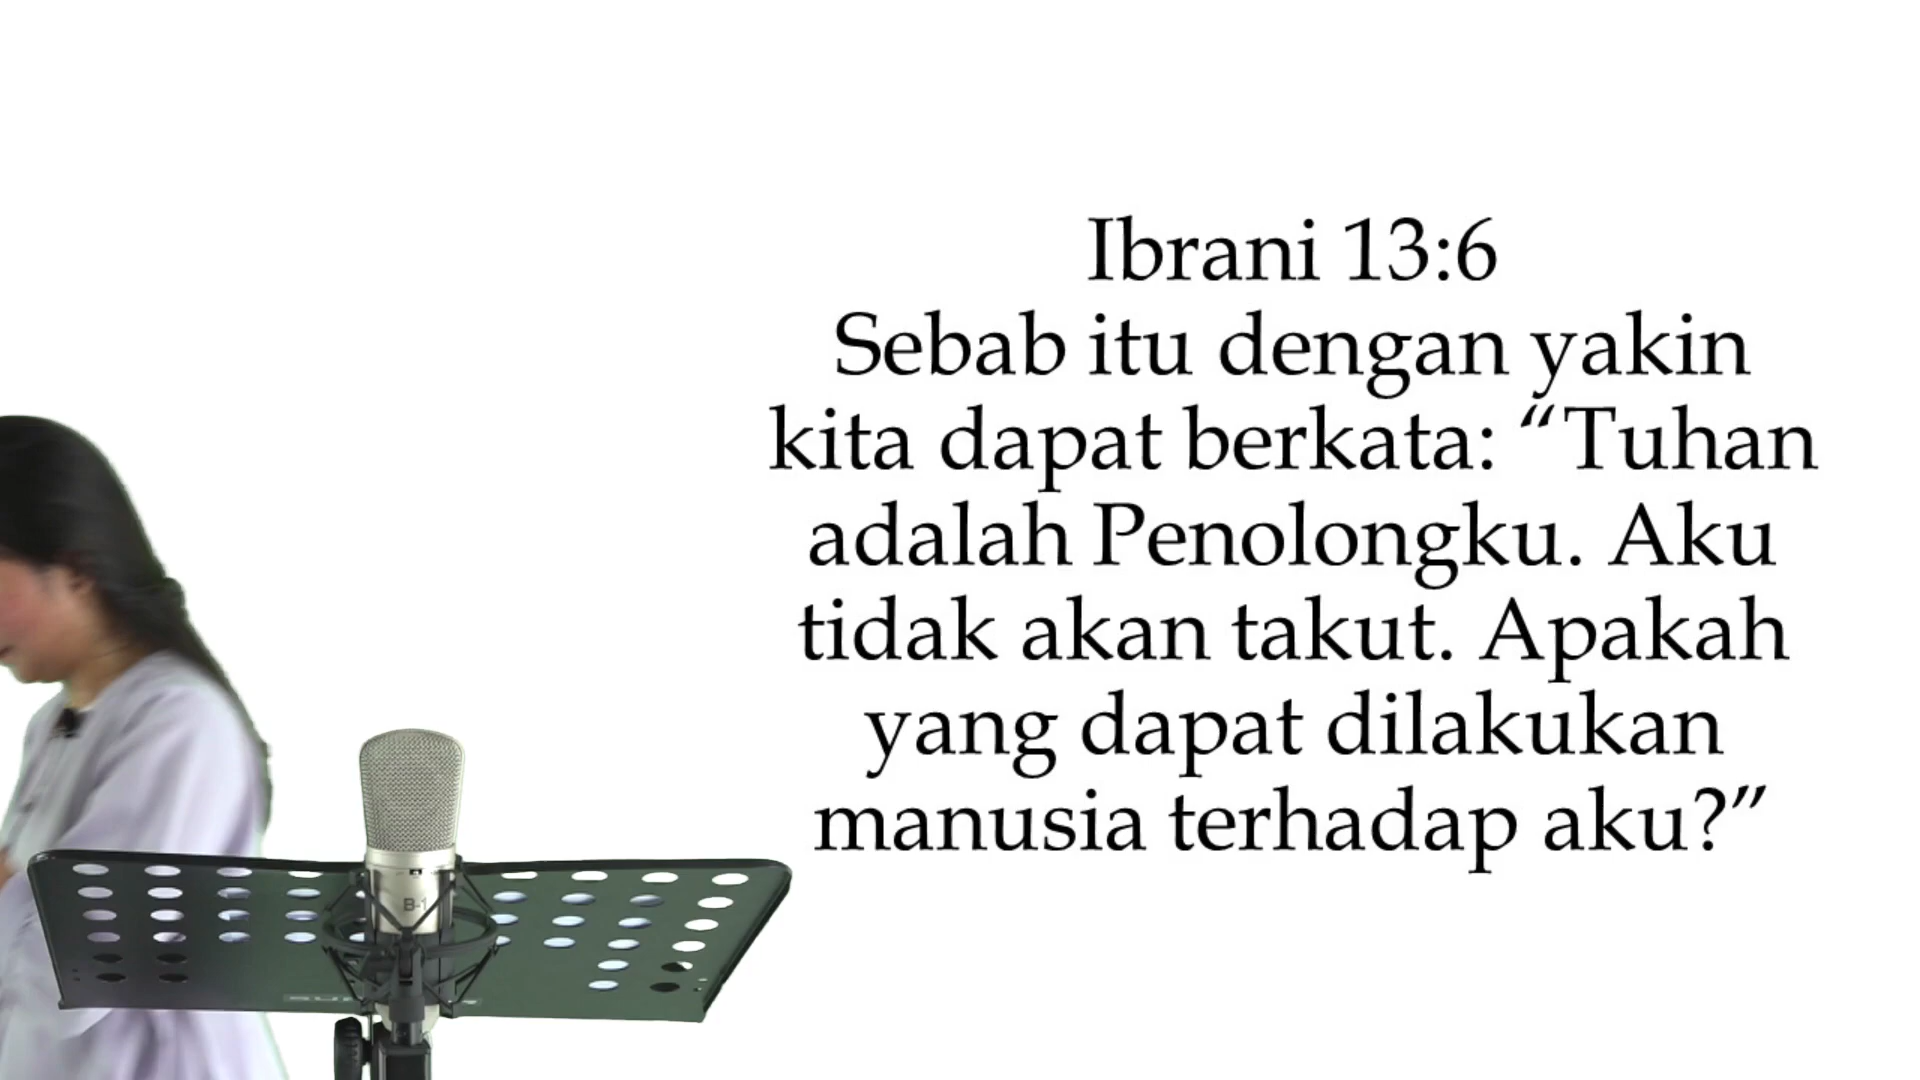 Ibrani 13:6
Sebab itu dengan yakin
kita dapat berkata: “Tuhan
adalah Penolongku. Aku
tidak akan takut. Apakah
yang dapat dilakukan
manusia terhadap aku?”
B-1